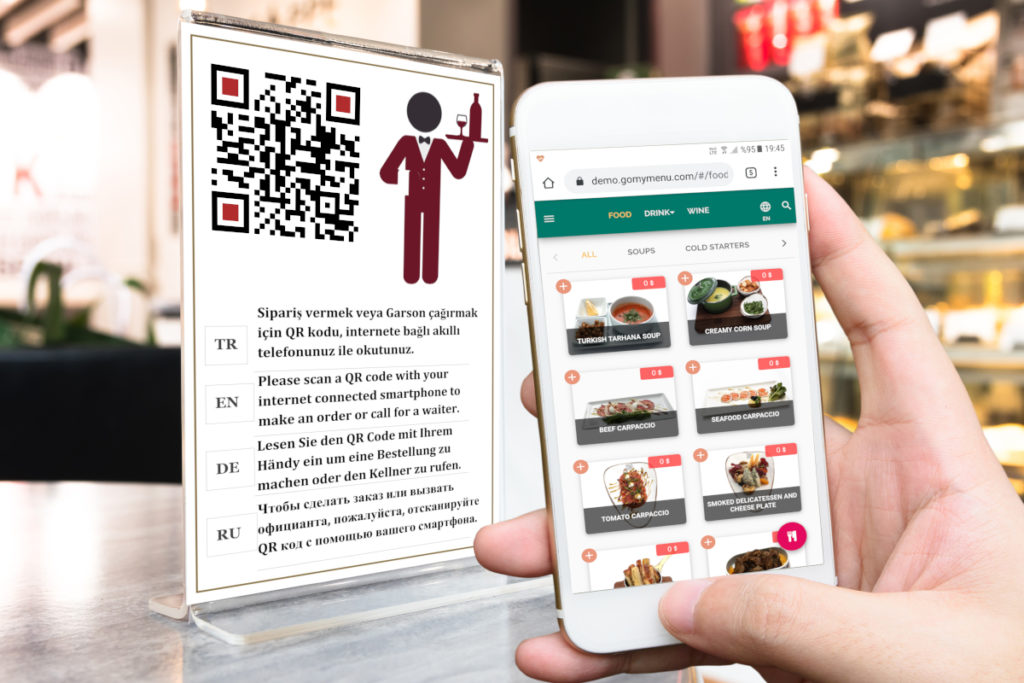 TR
Sipariş vermek veya Garson çağırmak
için QR kodu, internete bağlı akıllı
telefonunuz ile okutunuz.
EN
Please scan a QR code with your
internet connected smartphone to
make an order or call for a waiter.
DE
Lesen Sie den QR Code mit Ihrem
Händy ein um eine Bestellung zu
machen oder den Kellner zu rufen.
RU
Чтобы сделать заказ или вызвать
официанта, пожалуйста, отсканируйте
QR код с помощью вашего смартфона.
%95 19:45
demo.gomymenu.com/#/food
FOOD DRINK WINE EN
ALL SOUPS COLD STARTERS
0 $ 0 $
TURKISH TARHANA SOUP CREAMY CORN SOUP
0 $ 0 $
BEEF CARPACCIO SEAFOOD CARPACCIO
0 $ 0 $
TOMATO CARPACCIO SMOKED DELICATESSEN AND
CHEESE PLATE
0 $